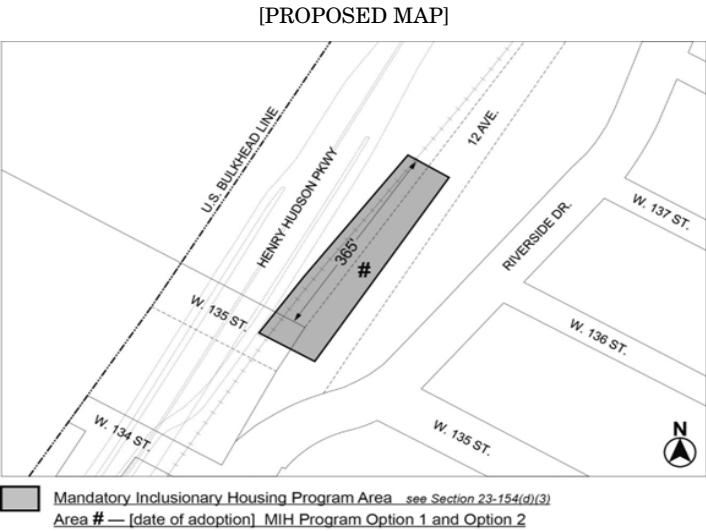 [PROPOSED MAP]
U.S. BULKHEAD LINE
HENRY HUDSON PKWY
12 AVE.
RIVERSIDE DR.
W. 137 ST.
365'
#
W. 135 ST.
W. 136 ST.
W. 134 ST.
W. 135 ST.
N
Mandatory Inclusionary Housing Program Area see Section 23-154(d)(3)
Area # — [date of adoption] MIH Program Option 1 and Option 2